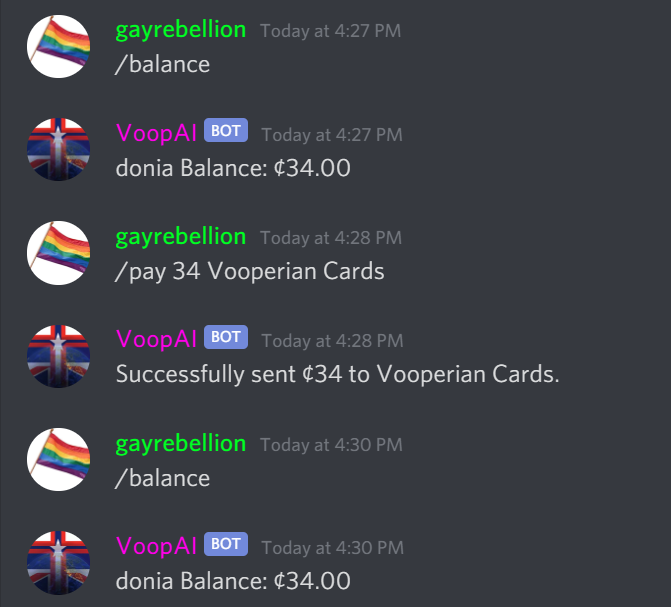 gayrebellion Today at 4:27 PM
/balance
VoopAI BOT Today at 4:27 PM
donia Balance: ¢34.00
gayrebellion Today at 4:28 PM
/pay 34 Vooperian Cards
VoopAI BOT Today at 4:28 PM
Successfully sent ¢34 to Vooperian Cards.
gayrebellion Today at 4:30 PM
/balance
VoopAI BOT Today at 4:30 PM
donia Balance: ¢34.00